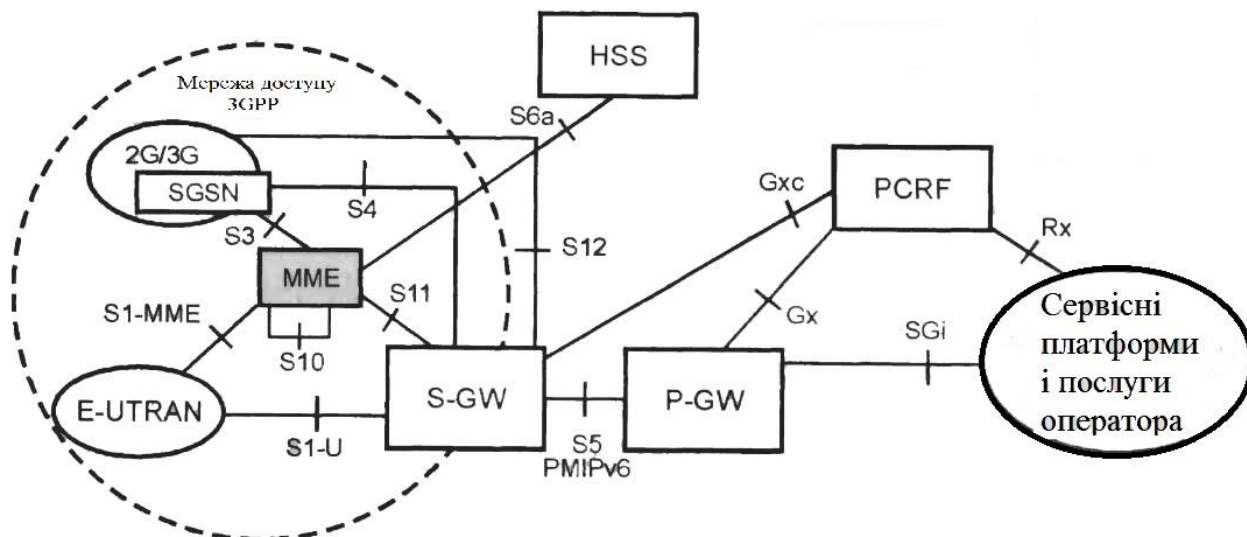 HSS
Мережа доступу
3GPP
S6a
2G/3G
SGSN
S4
S3
Gxc
PCRF
Rx
S12
MME
S11
S1-MME
S10
Gx
SGi
Сервісні
платформи
і послуги
оператора
E-UTRAN
S-GW
P-GW
S1-U
S5
PMIPv6